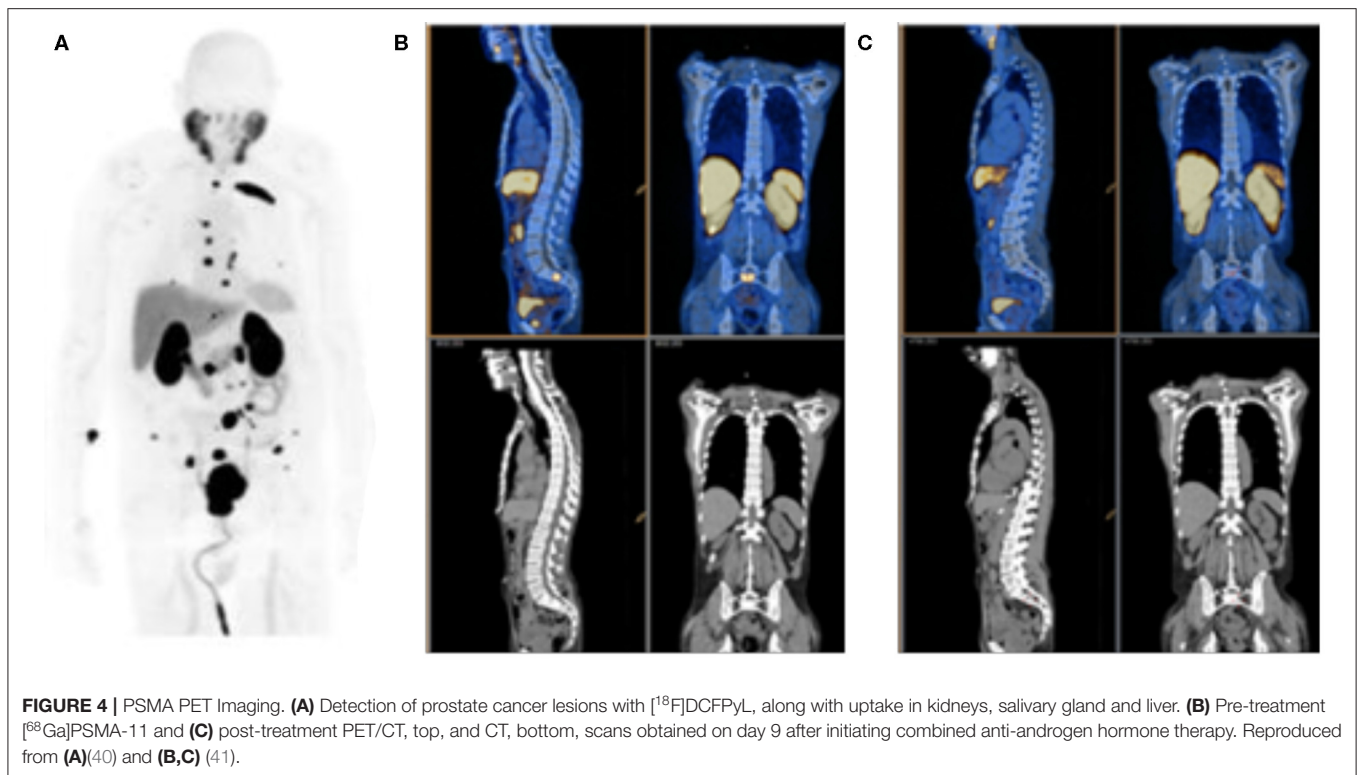 A
B
C
FIGURE 4 | PSMA PET Imaging. (A) Detection of prostate cancer lesions with [18F]DCFPyL, along with uptake in kidneys, salivary gland and liver. (B) Pre-treatment
[68Ga]PSMA-11 and (C) post-treatment PET/CT, top, and CT, bottom, scans obtained on day 9 after initiating combined anti-androgen hormone therapy. Reproduced
from (A)(40) and (B,C) (41).